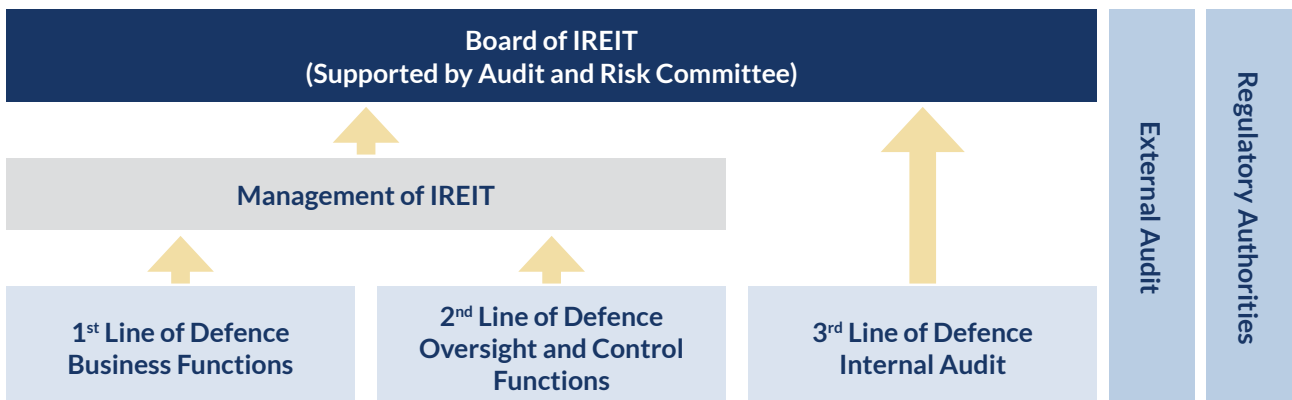 Board of IREIT
(Supported by Audit and Risk Committee)
Management of IREIT
1st Line of Defence
Business Functions
2nd Line of Defence
Oversight and Control
Functions
3rd Line of Defence
Internal Audit
External Audit
Regulatory Authorities